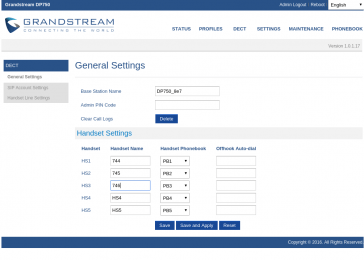 Grandstream DP750
Admin Logout | Reboot | English
GRANDSTREAM
CONNECTING THE WORLD
STATUS PROFILES DECT SETTINGS MAINTENANCE PHONEBOOK
Version 1.0.1.17
DECT
General Settings
SIP Account Settings
Handset Line Settings
General Settings
Base Station Name DP750_6e7
Admin PIN Code
Clear Call Logs Delete
Handset Settings
Handset Handset Name Handset Phonebook Offhook Auto-dial
HS1 744 PB1
HS2 745 PB2
HS3 746 PB3
HS4 HS4 PB4
HS5 HS5 PB5
Save Save and Apply Reset
Copyright © 2016. All Rights Reserved